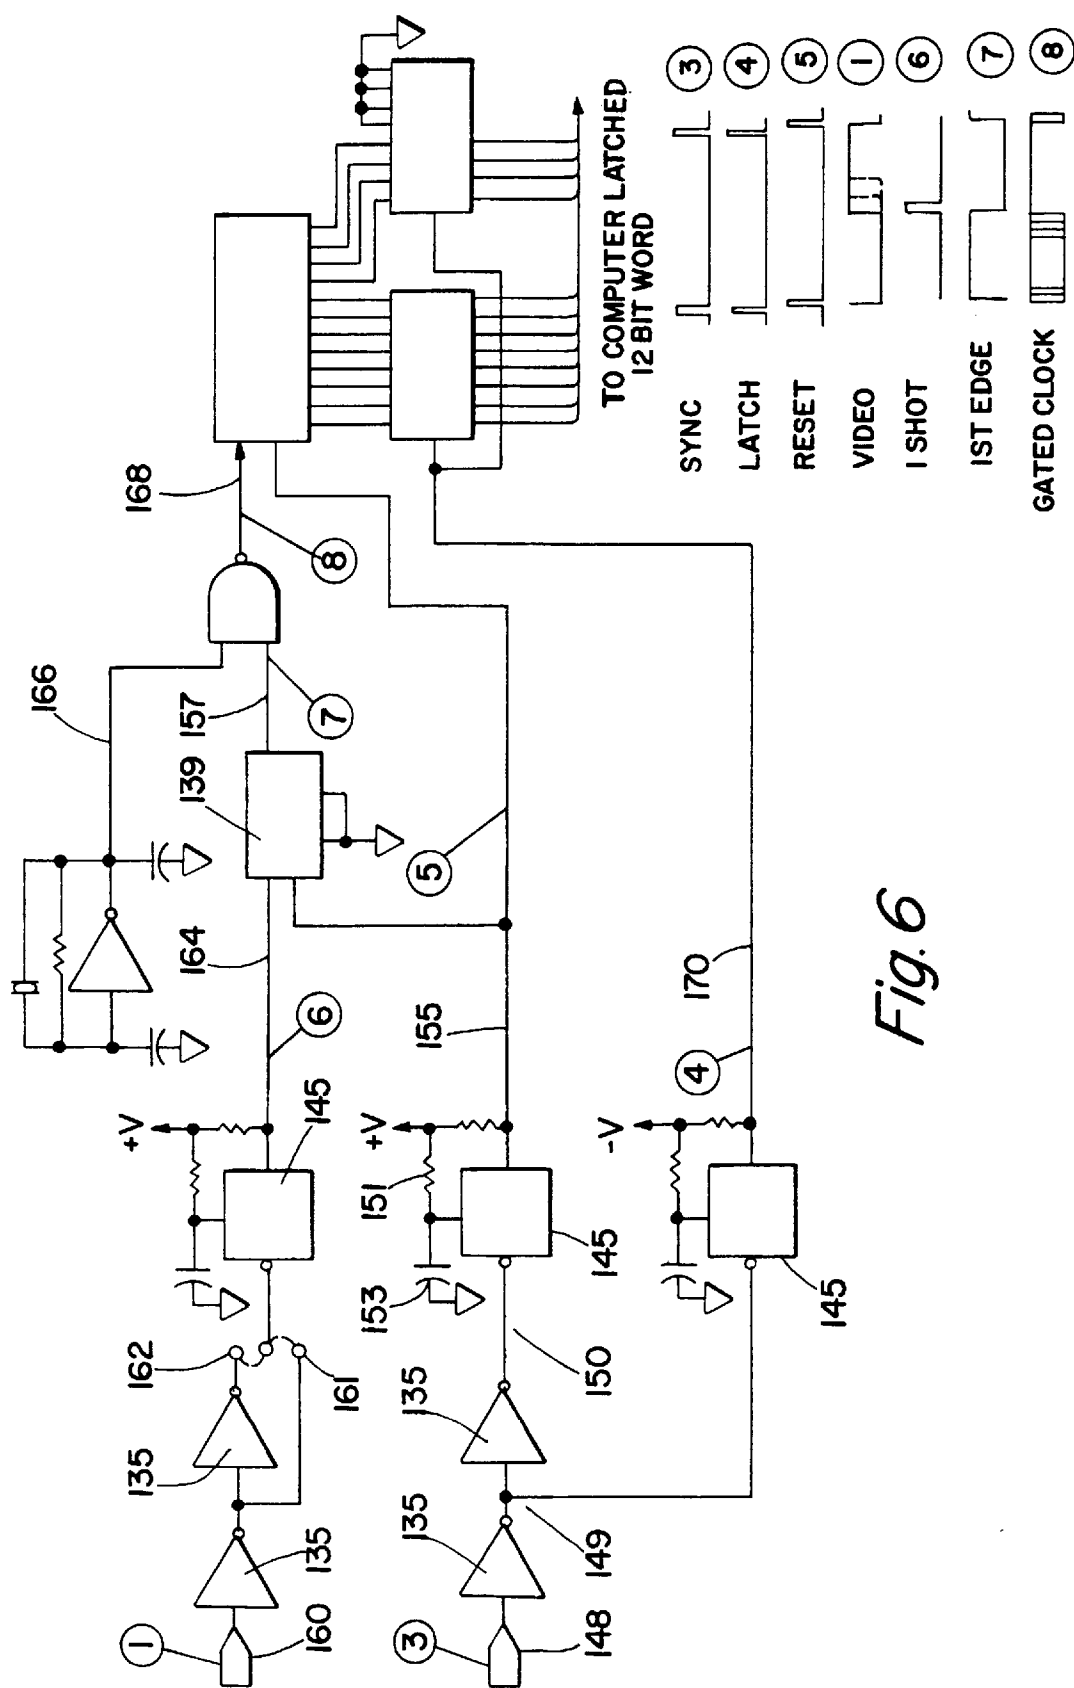 166
168
157
139
164
162
161
135
135
160
1
+V
145
6
7
8
TO COMPUTER LATCHED
12 BIT WORD
5
155
+V
151
153
145
150
135
135
149
148
3
4
170
-V
145
SYNC 3
LATCH 4
RESET 5
VIDEO 1
1 SHOT 6
1ST EDGE 7
GATED CLOCK 8
Fig. 6